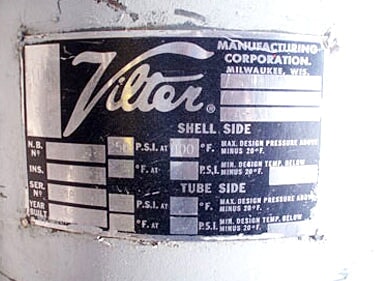 Vilter®
MANUFACTURING
CORPORATION.
MILWAUKEE, WIS.
SHELL SIDE
N.B. Nº P.S.I. AT °F. MAX. DESIGN PRESSURE ABOVE MINUS 20°F.
INS. °F. AT P.S.I. MIN. DESIGN TEMP. BELOW MINUS 20°F.
TUBE SIDE
SER. Nº P.S.I. AT °F. MAX. DESIGN PRESSURE ABOVE MINUS 20°F.
YEAR BUILT °F. AT P.S.I. MIN. DESIGN TEMP. BELOW MINUS 20°F.